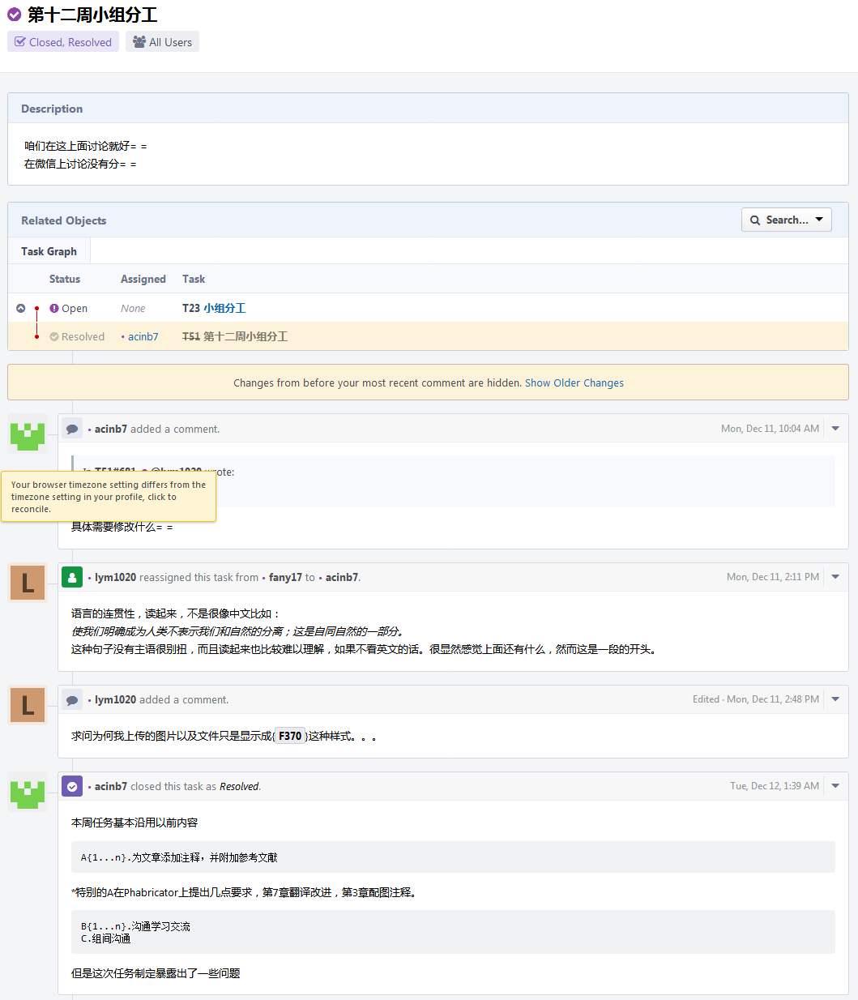 第十二周小组分工
Closed, Resolved All Users
Description
咱们在这上面讨论就好= =
在微信上讨论没有分= =
Related Objects Search...
Task Graph
Status Assigned Task
Open None T23 小组分工
Resolved • acinb7 T51 第十二周小组分工
Changes from before your most recent comment are hidden. Show Older Changes
• acinb7 added a comment. Mon, Dec 11, 10:04 AM
In T51#681, • @lym1020 wrote:
Your browser timezone setting differs from the
timezone setting in your profile, click to
reconcile.
具体需要修改什么= =
L
• lym1020 reassigned this task from • fany17 to • acinb7. Mon, Dec 11, 2:11 PM
语言的连贯性，读起来，不是很像中文比如：
使我们明确成为人类不表示我们和自然的分离；这是自同自然的一部分。
这种句子没有主语很别扭，而且读起来也比较难以理解，如果不看英文的话。很显然感觉上面还有什么，然而这是一段的开头。
L
• lym1020 added a comment. Edited · Mon, Dec 11, 2:48 PM
求问为何我上传的图片以及文件只是显示成{F370}这种样式。。。
• acinb7 closed this task as Resolved. Tue, Dec 12, 1:39 AM
本周任务基本沿用以前内容
A{1...n}.为文章添加注释，并附加参考文献
*特别的A在Phabricator上提出几点要求，第7章翻译改进，第3章配图注释。
B{1...n}.沟通学习交流
C.组间沟通
但是这次任务制定暴露出了一些问题